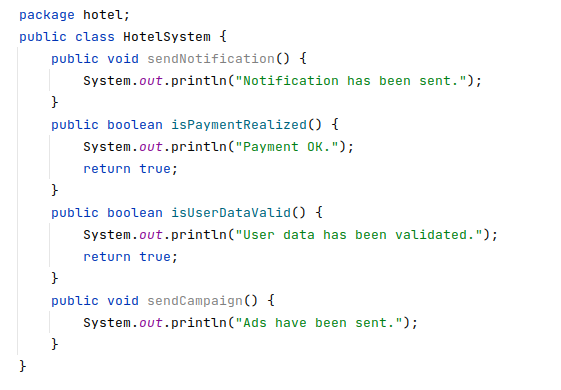 package hotel;
public class HotelSystem {
    public void sendNotification() {
        System.out.println("Notification has been sent.");
    }
    public boolean isPaymentRealized() {
        System.out.println("Payment OK.");
        return true;
    }
    public boolean isUserDataValid() {
        System.out.println("User data has been validated.");
        return true;
    }
    public void sendCampaign() {
        System.out.println("Ads have been sent.");
    }
}